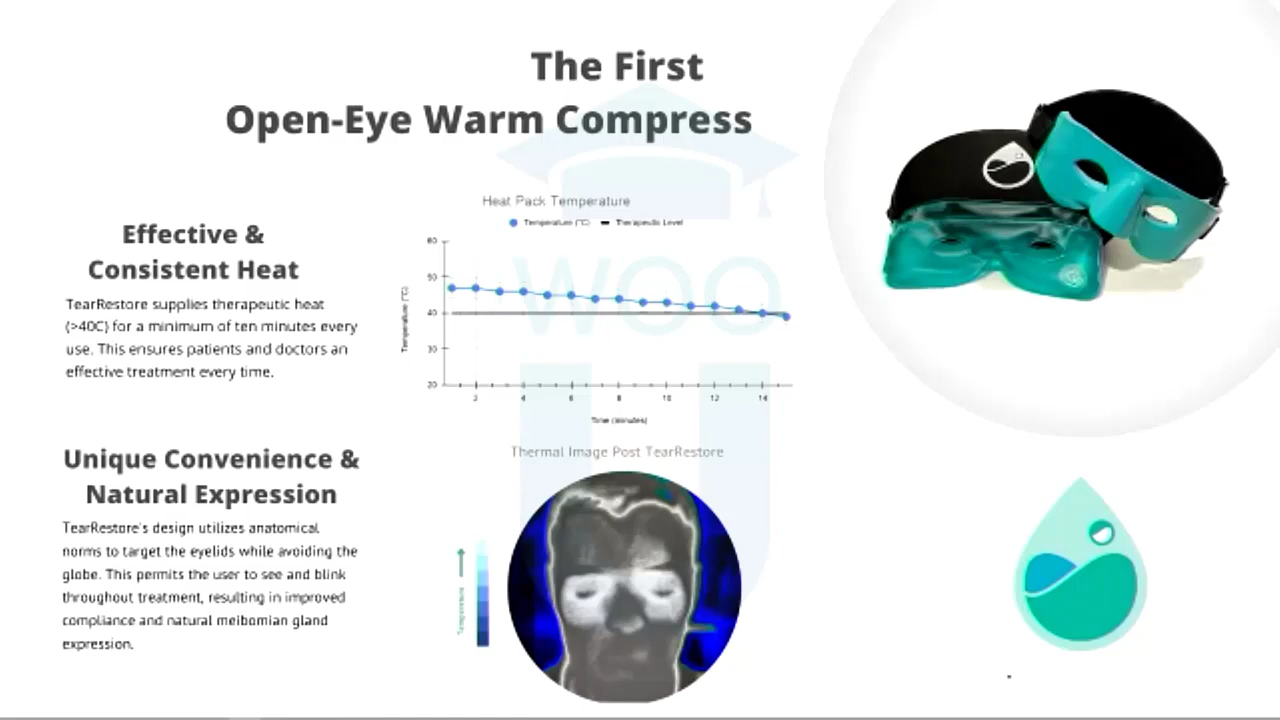 The First
Open-Eye Warm Compress
Effective &
Consistent Heat
TearRestore supplies therapeutic heat
(>40C) for a minimum of ten minutes every
use. This ensures patients and doctors an
effective treatment every time.
Heat Pack Temperature
Temperature (°C) Therapeutic Level
60
50
40
30
20
Temperature (°C)
2 4 6 8 10 12 14
Time (minutes)
WOO
U
Unique Convenience &
Natural Expression
TearRestore's design utilizes anatomical
norms to target the eyelids while avoiding the
globe. This permits the user to see and blink
throughout treatment, resulting in improved
compliance and natural meibomian gland
expression.
Thermal Image Post TearRestore
Temperature